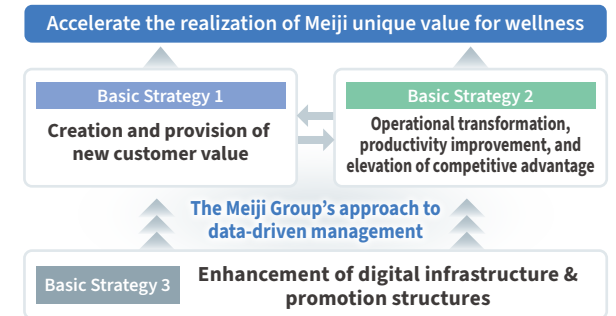 Accelerate the realization of Meiji unique value for wellness
Basic Strategy 1
Creation and provision of
new customer value
Basic Strategy 2
Operational transformation,
productivity improvement, and
elevation of competitive advantage
The Meiji Group’s approach to
data-driven management
Basic Strategy 3
Enhancement of digital infrastructure &
promotion structures